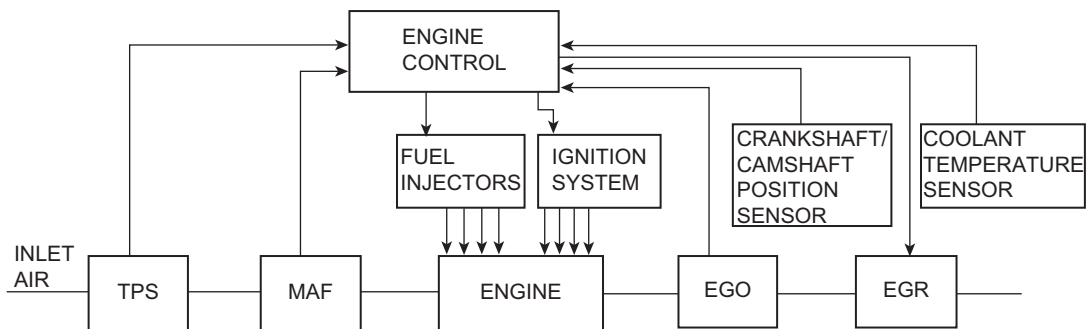 ENGINE
CONTROL
FUEL
INJECTORS
IGNITION
SYSTEM
CRANKSHAFT/
CAMSHAFT
POSITION
SENSOR
COOLANT
TEMPERATURE
SENSOR
INLET
AIR
TPS
MAF
ENGINE
EGO
EGR